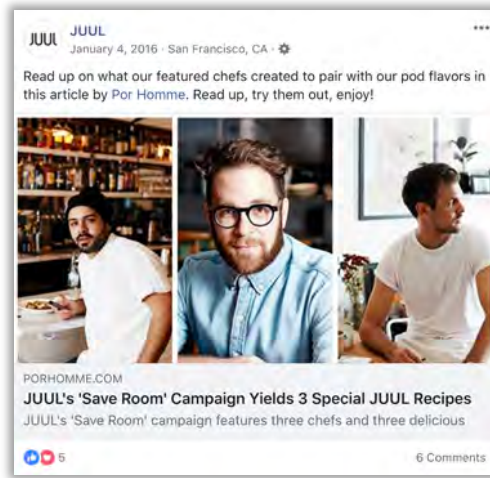 JUUL
JUUL
January 4, 2016 · San Francisco, CA ·
Read up on what our featured chefs created to pair with our pod flavors in
this article by Por Homme. Read up, try them out, enjoy!
PORHOMME.COM
JUUL's 'Save Room' Campaign Yields 3 Special JUUL Recipes
JUUL's 'Save Room' campaign features three chefs and three delicious
5
6 Comments